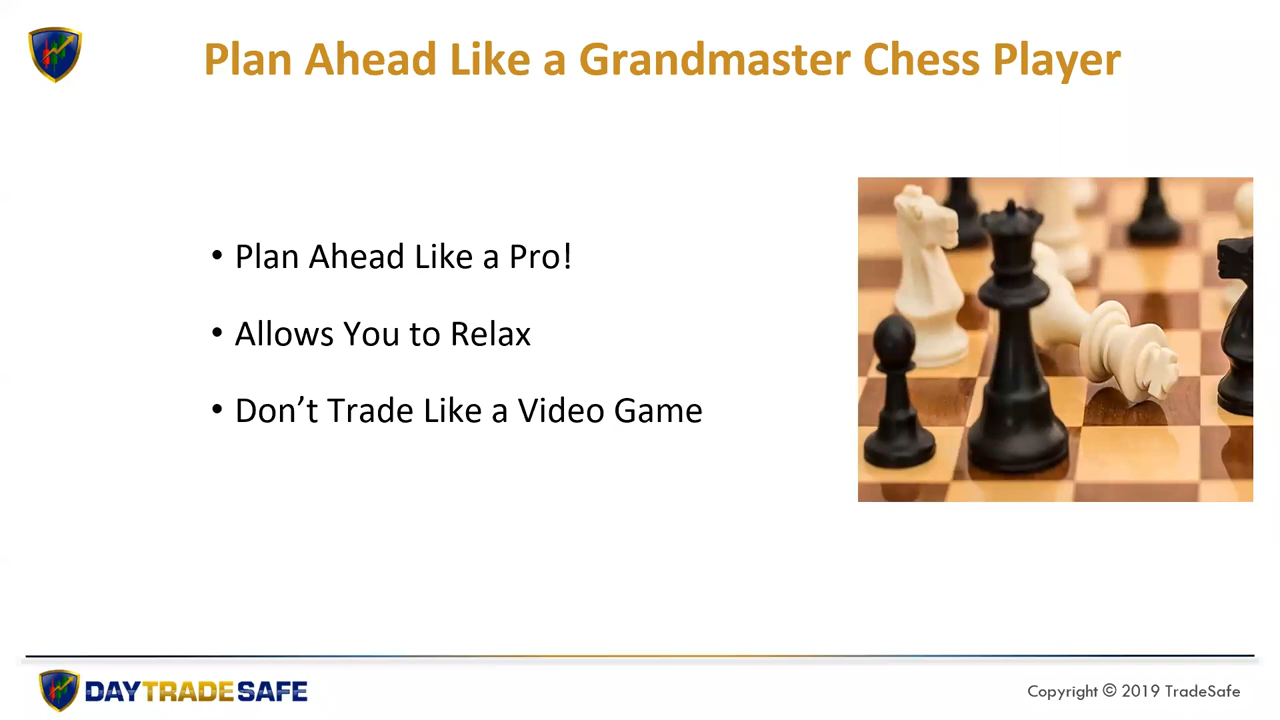 Plan Ahead Like a Grandmaster Chess Player
• Plan Ahead Like a Pro!
• Allows You to Relax
• Don’t Trade Like a Video Game
DAYTRADESAFE
Copyright © 2019 TradeSafe